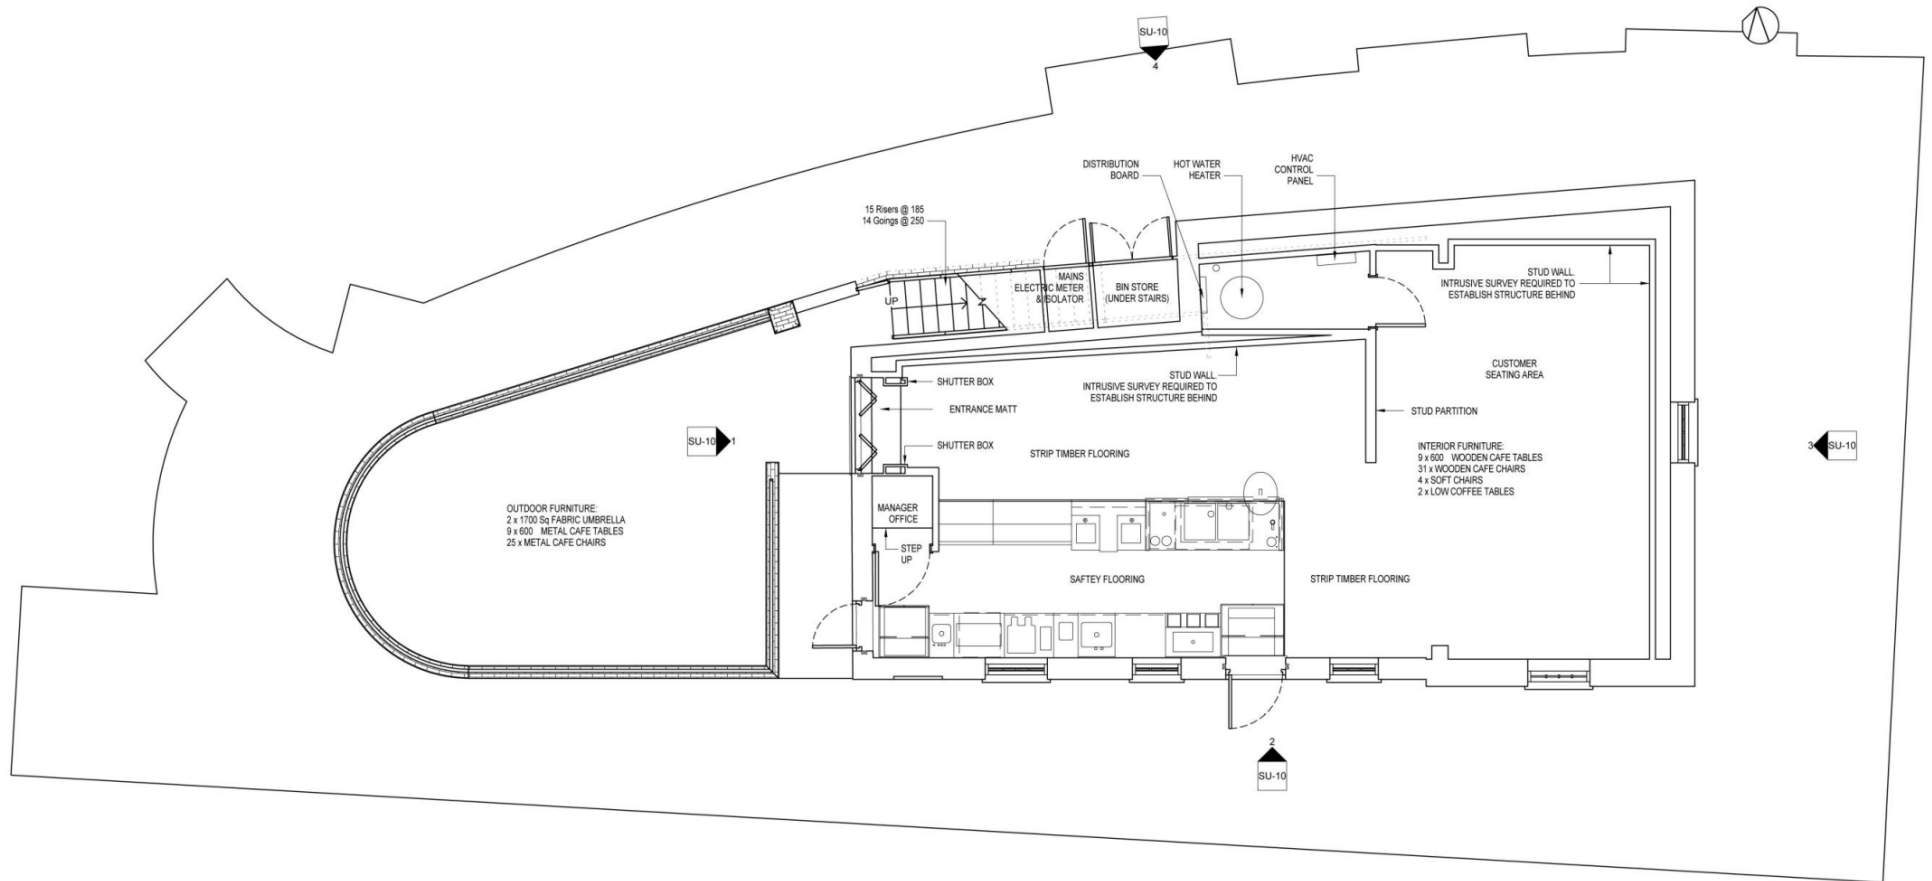 SU-10
4
DISTRIBUTION
BOARD
HOT WATER
HEATER
HVAC
CONTROL
PANEL
15 Risers @ 185
14 Goings @ 250
UP
MAINS
ELECTRIC METER
& ISOLATOR
BIN STORE
(UNDER STAIRS)
STUD WALL
INTRUSIVE SURVEY REQUIRED TO
ESTABLISH STRUCTURE BEHIND
CUSTOMER
SEATING AREA
STUD WALL
INTRUSIVE SURVEY REQUIRED TO
ESTABLISH STRUCTURE BEHIND
SHUTTER BOX
ENTRANCE MATT
STUD PARTITION
SU-10
1
SHUTTER BOX
STRIP TIMBER FLOORING
INTERIOR FURNITURE:
9 x 600 WOODEN CAFE TABLES
31 x WOODEN CAFE CHAIRS
4 x SOFT CHAIRS
2 x LOW COFFEE TABLES
3
SU-10
OUTDOOR FURNITURE:
2 x 1700 Sq FABRIC UMBRELLA
9 x 600 METAL CAFE TABLES
25 x METAL CAFE CHAIRS
MANAGER
OFFICE
STEP
UP
SAFTEY FLOORING
STRIP TIMBER FLOORING
2
SU-10